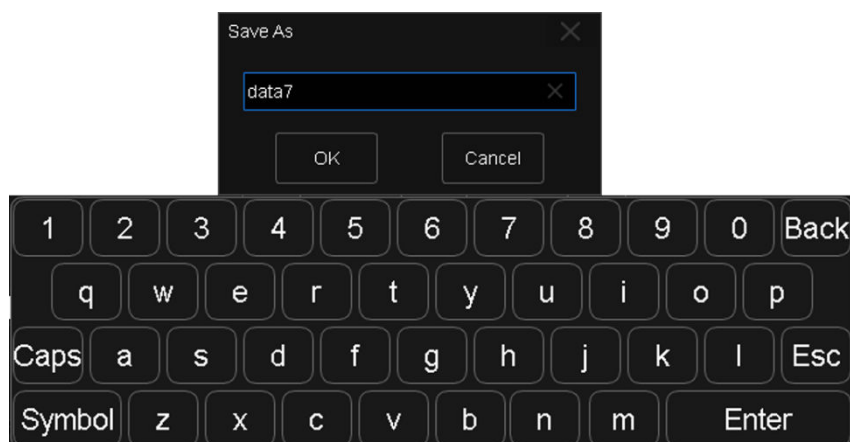 Save As
data7
OK Cancel
1 2 3 4 5 6 7 8 9 0 Back
q w e r t y u i o p
Caps a s d f g h j k l Esc
Symbol z x c v b n m Enter